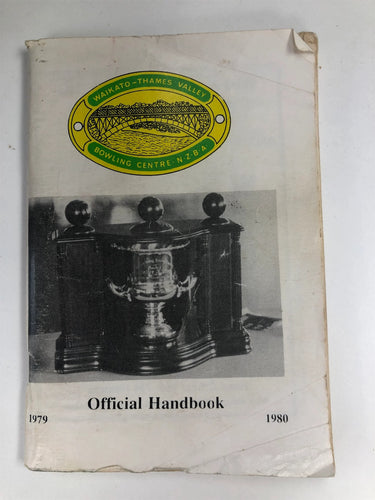 WAIKATO-THAMES VALLEY
BOWLING CENTRE · N·Z·B·A·
Official Handbook
1979 1980